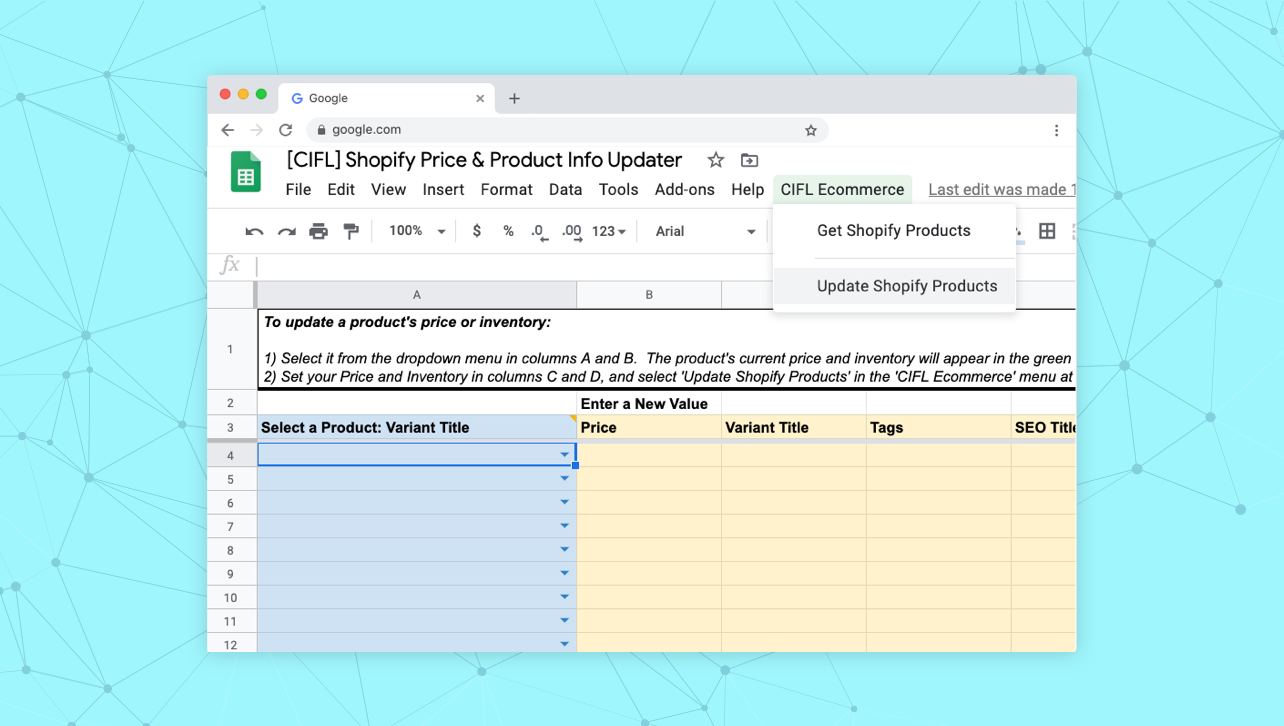 Google
google.com
[CIFL] Shopify Price & Product Info Updater
File Edit View Insert Format Data Tools Add-ons Help CIFL Ecommerce Last edit was made 1
100% $ % .0 .00 123 Arial
Get Shopify Products
Update Shopify Products
fx
A B
1
To update a product's price or inventory:
1) Select it from the dropdown menu in columns A and B. The product's current price and inventory will appear in the green
2) Set your Price and Inventory in columns C and D, and select 'Update Shopify Products' in the 'CIFL Ecommerce' menu at
2 Enter a New Value
3 Select a Product: Variant Title Price Variant Title Tags SEO Title
4
5
6
7
8
9
10
11
12